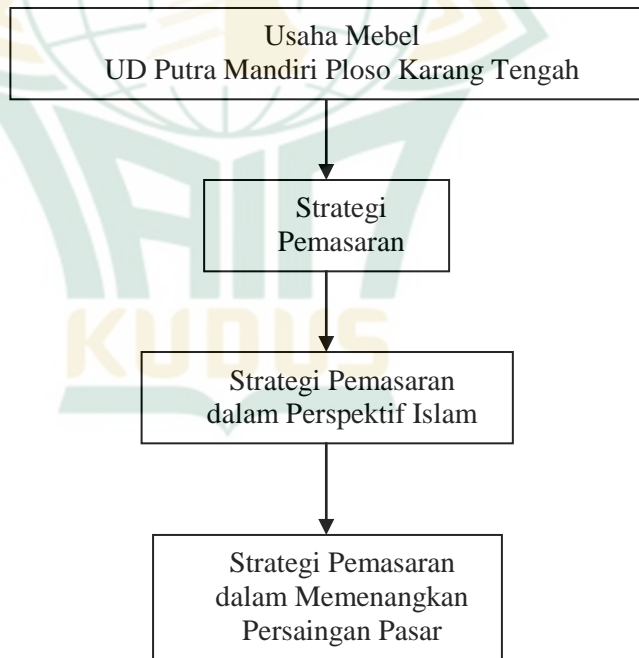 Usaha Mebel
UD Putra Mandiri Ploso Karang Tengah
Strategi
Pemasaran
Strategi Pemasaran
dalam Perspektif Islam
Strategi Pemasaran
dalam Memenangkan
Persaingan Pasar
IAIN
KUDUS